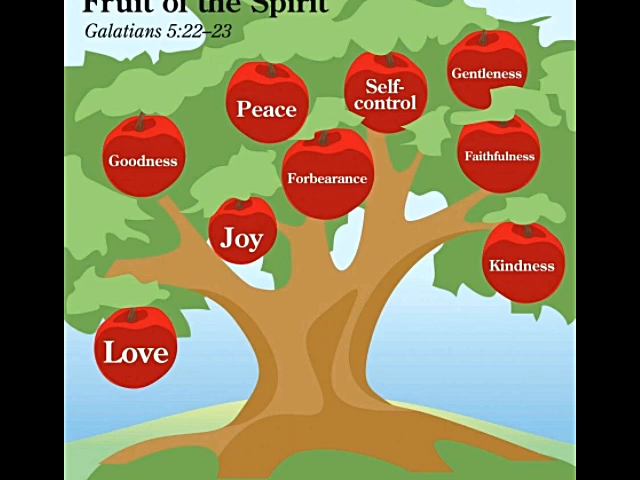 Fruit of the Spirit
Galatians 5:22–23
Gentleness
Self-
control
Peace
Goodness
Faithfulness
Forbearance
Joy
Kindness
Love